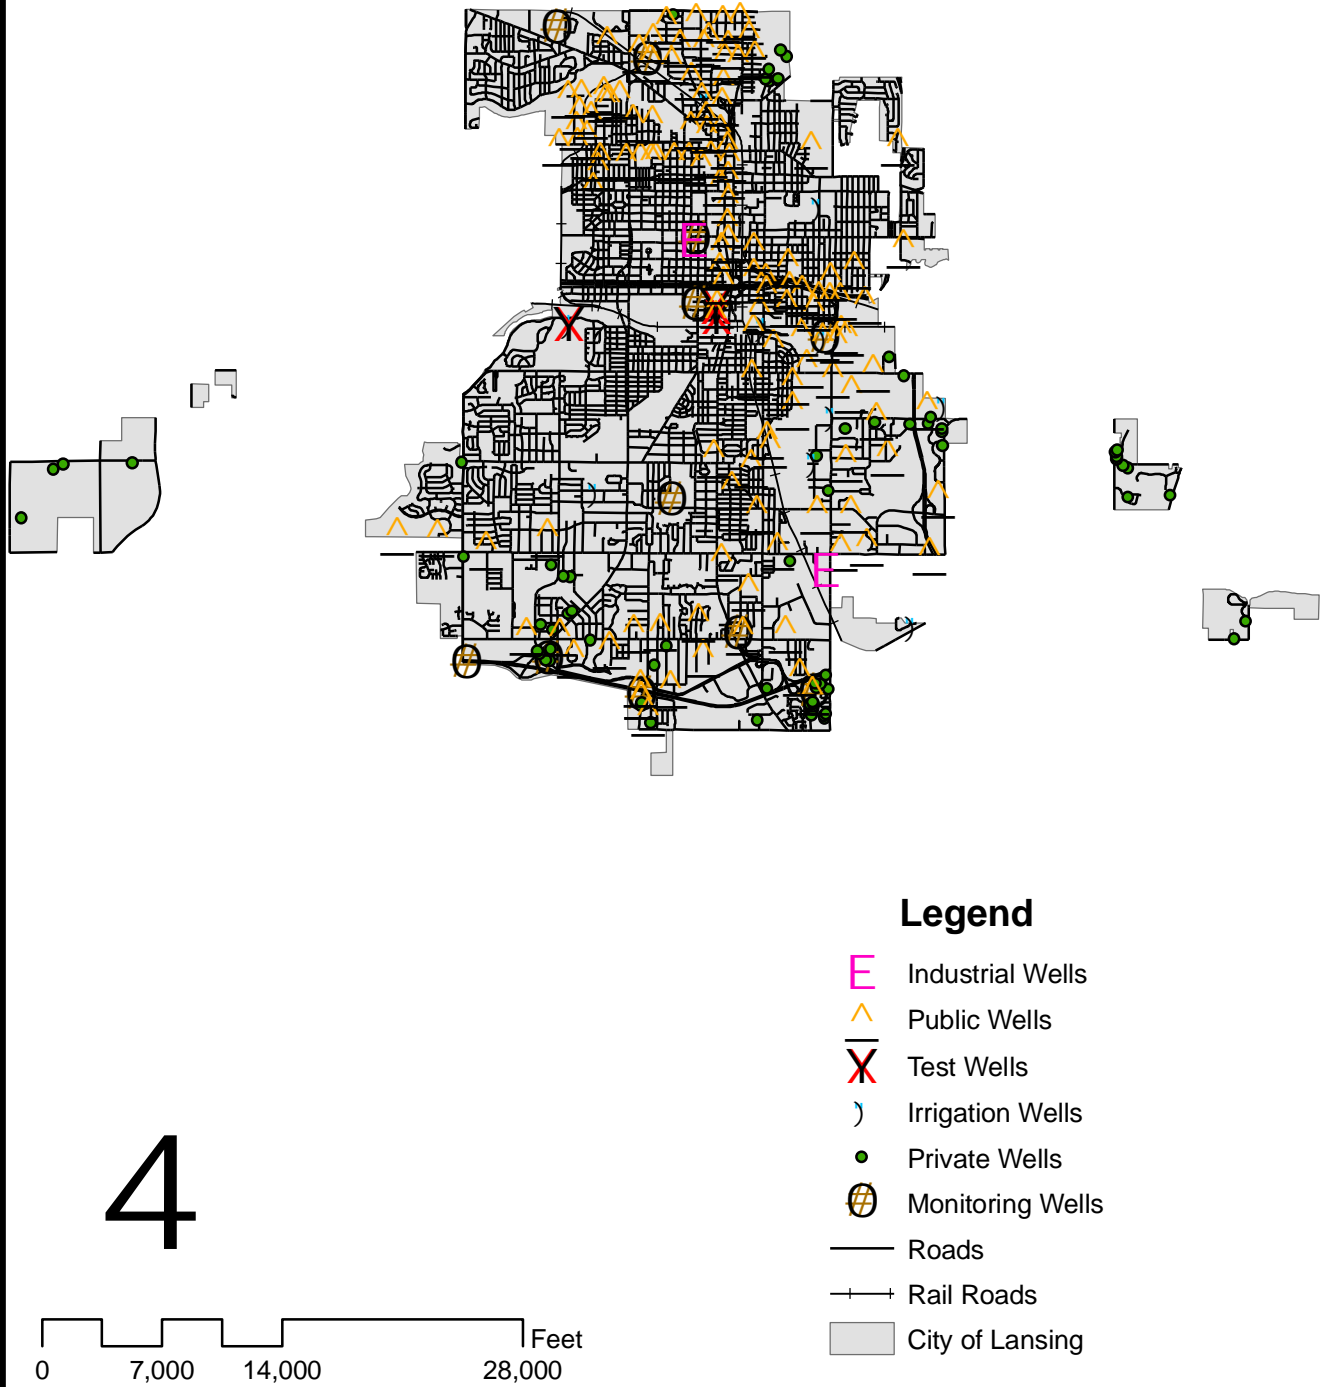 Legend
Industrial Wells
Public Wells
Test Wells
Irrigation Wells
Private Wells
Monitoring Wells
Roads
Rail Roads
City of Lansing
4
Feet
0 7,000 14,000 28,000